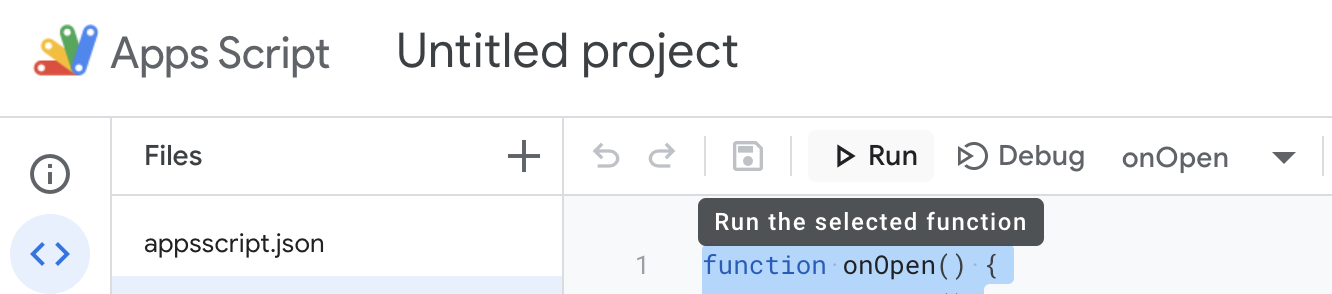 Apps Script
Untitled project
Files
Run
Debug
onOpen
Run the selected function
appsscript.json
1
function onOpen() {